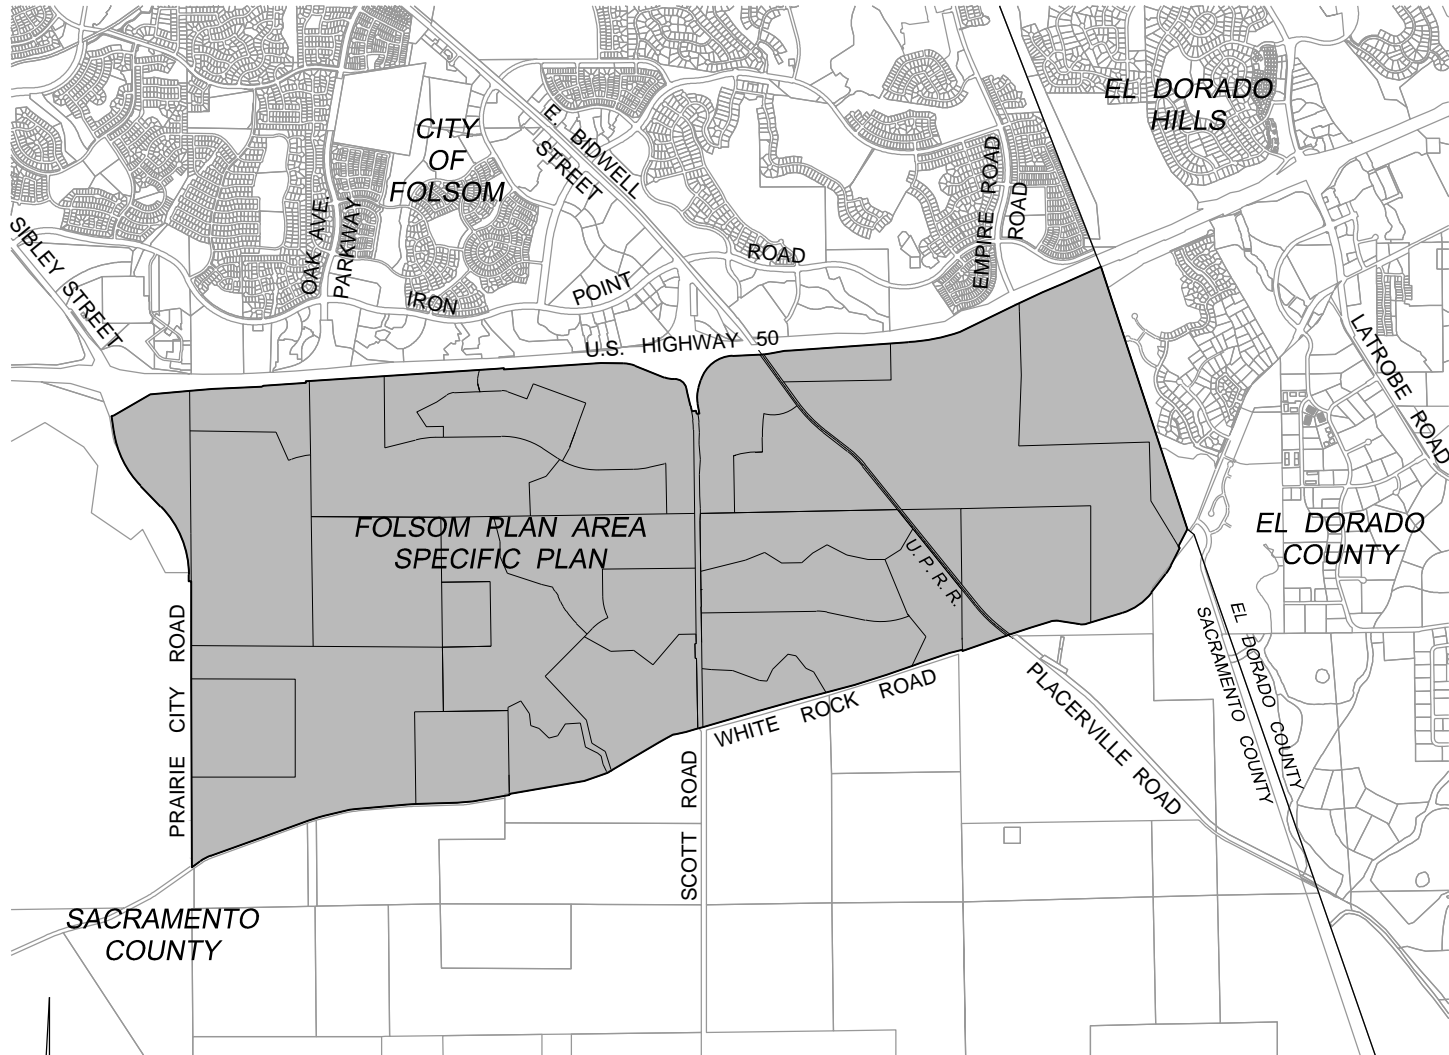 EL DORADO
HILLS
CITY
OF
FOLSOM
E. BIDWELL
STREET
EMPIRE ROAD
ROAD
OAK AVE.
PARKWAY
SIBLEY
STREET
IRON
POINT
ROAD
U.S. HIGHWAY 50
LATROBE ROAD
FOLSOM PLAN AREA
SPECIFIC PLAN
EL DORADO
COUNTY
U. P. R. R.
PRAIRIE CITY ROAD
EL DORADO COUNTY
SACRAMENTO COUNTY
WHITE ROCK ROAD
PLACERVILLE ROAD
SCOTT ROAD
SACRAMENTO
COUNTY